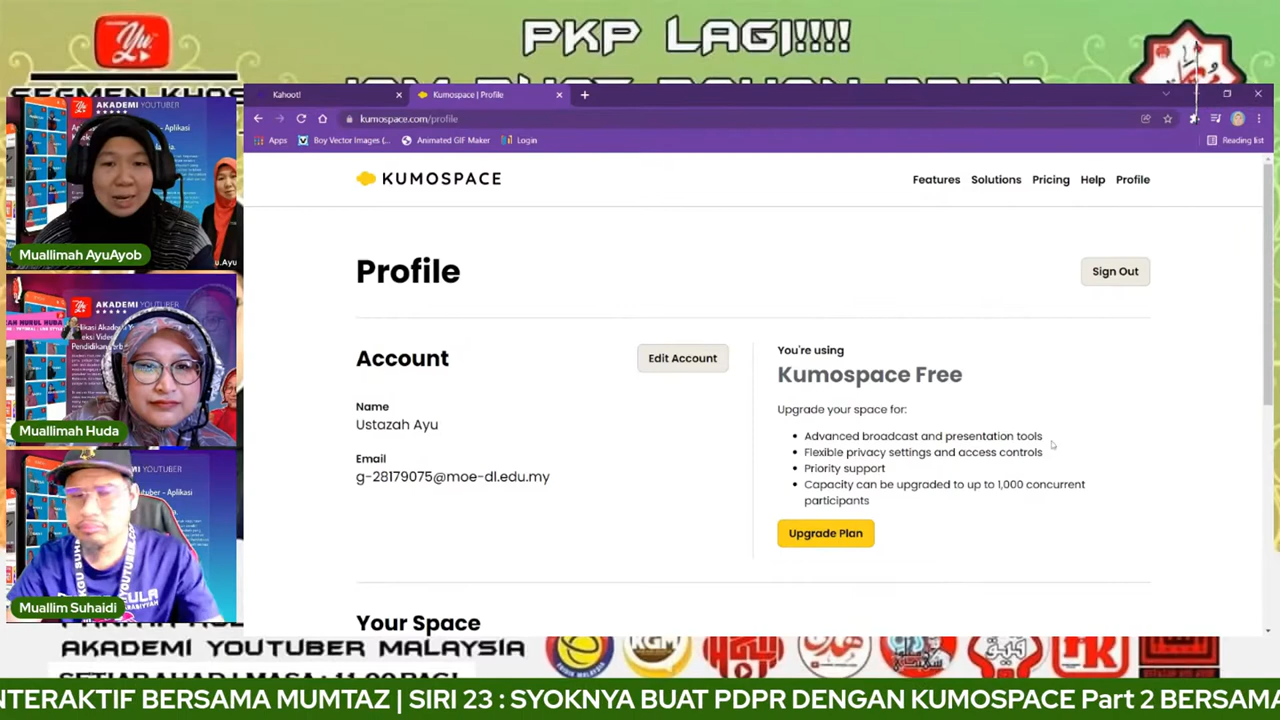 PKP LAGI!!!!
AKADEMI YOUTUBER
Muallimah AyuAyob
AKADEMI YOUTUBER
Muallimah Huda
Muallim Suhaidi
Kahoot!
Kumospace | Profile
kumospace.com/profile
Apps
Boy Vector Images (...
Animated GIF Maker
Login
Reading list
KUMOSPACE
Features
Solutions
Pricing
Help
Profile
Profile
Sign Out
Account
Edit Account
Name
Ustazah Ayu
Email
g-28179075@moe-dl.edu.my
You're using
Kumospace Free
Upgrade your space for:
Advanced broadcast and presentation tools
Flexible privacy settings and access controls
Priority support
Capacity can be upgraded to up to 1,000 concurrent
participants
Upgrade Plan
Your Space
AKADEMI YOUTUBER MALAYSIA
NTERAKTIF BERSAMA MUMTAZ | SIRI 23 : SYOKNYA BUAT PDPR DENGAN KUMOSPACE Part 2 BERSAMA